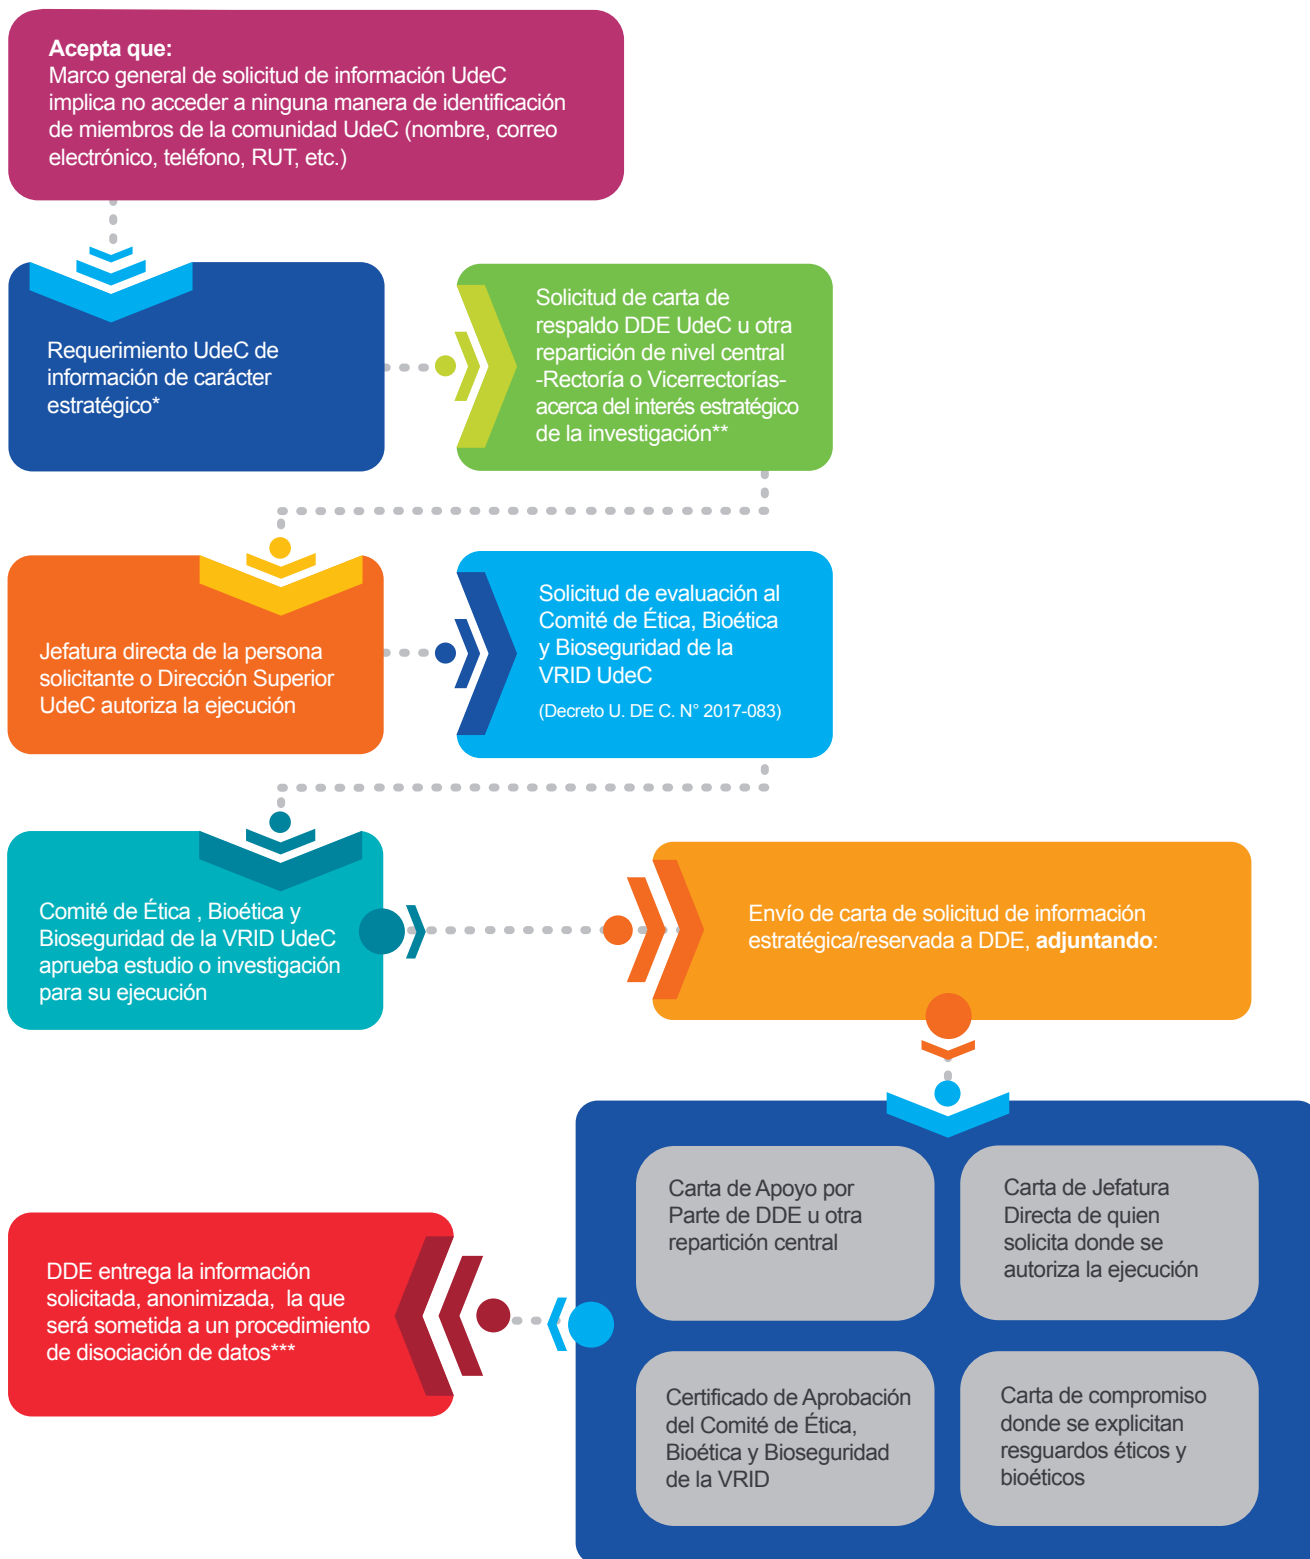 Acepta que:
Marco general de solicitud de información UdeC
implica no acceder a ninguna manera de identificación
de miembros de la comunidad UdeC (nombre, correo
electrónico, teléfono, RUT, etc.)
Requerimiento UdeC de
información de carácter
estratégico*
Solicitud de carta de
respaldo DDE UdeC u otra
repartición de nivel central
-Rectoría o Vicerrectorías-
acerca del interés estratégico
de la investigación**
Jefatura directa de la persona
solicitante o Dirección Superior
UdeC autoriza la ejecución
Solicitud de evaluación al
Comité de Ética, Bioética
y Bioseguridad de la
VRID UdeC
(Decreto U. DE C. N° 2017-083)
Comité de Ética , Bioética y
Bioseguridad de la VRID UdeC
aprueba estudio o investigación
para su ejecución
Envío de carta de solicitud de información
estratégica/reservada a DDE, adjuntando:
Carta de Apoyo por
Parte de DDE u otra
repartición central
Carta de Jefatura
Directa de quien
solicita donde se
autoriza la ejecución
Certificado de Aprobación
del Comité de Ética,
Bioética y Bioseguridad
de la VRID
Carta de compromiso
donde se explicitan
resguardos éticos y
bioéticos
DDE entrega la información
solicitada, anonimizada,  la que
será sometida a un procedimiento
de disociación de datos***